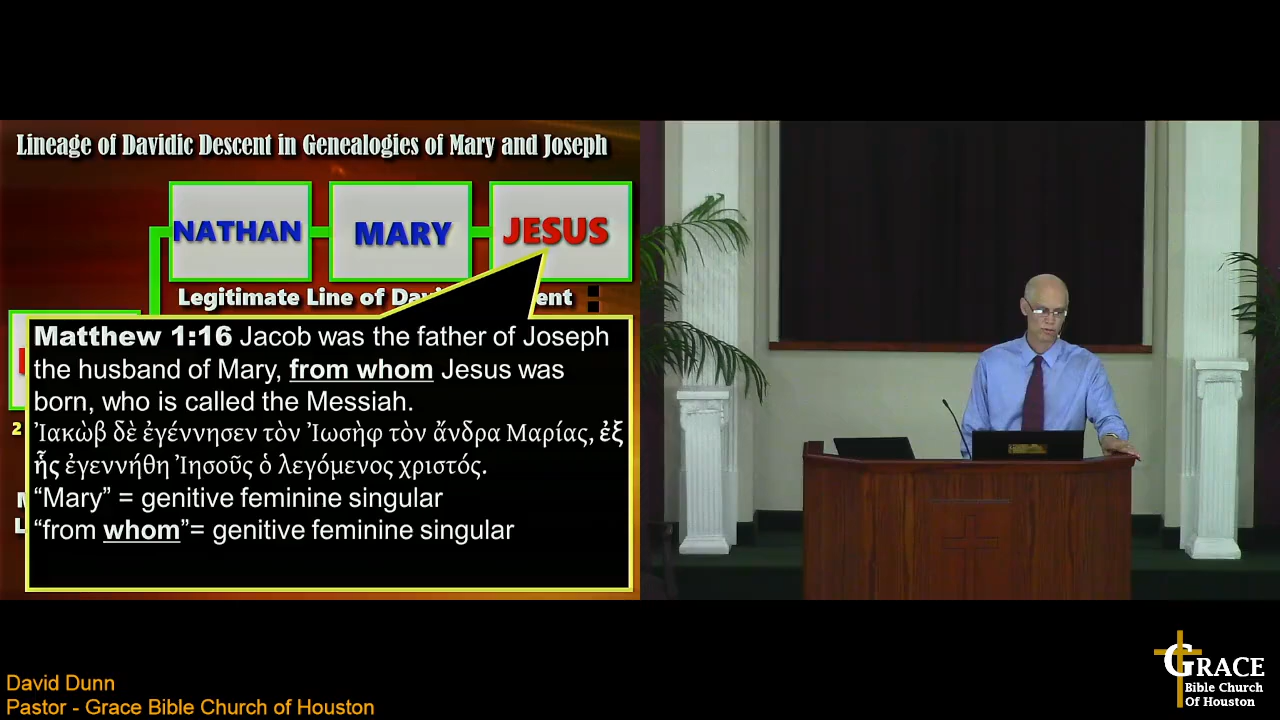 Lineage of Davidic Descent in Genealogies of Mary and Joseph
NATHAN
MARY
JESUS
Legitimate Line of
Matthew 1:16 Jacob was the father of Joseph
the husband of Mary, from whom Jesus was
born, who is called the Messiah.
Ἰακὼβ δὲ ἐγέννησεν τὸν Ἰωσὴφ τὸν ἄνδρα Μαρίας, ἐξ
ἧς ἐγεννήθη Ἰησοῦς ὁ λεγόμενος χριστός.
“Mary” = genitive feminine singular
“from whom”= genitive feminine singular
2
David Dunn
Pastor - Grace Bible Church of Houston
GRACE
Bible Church
Of Houston